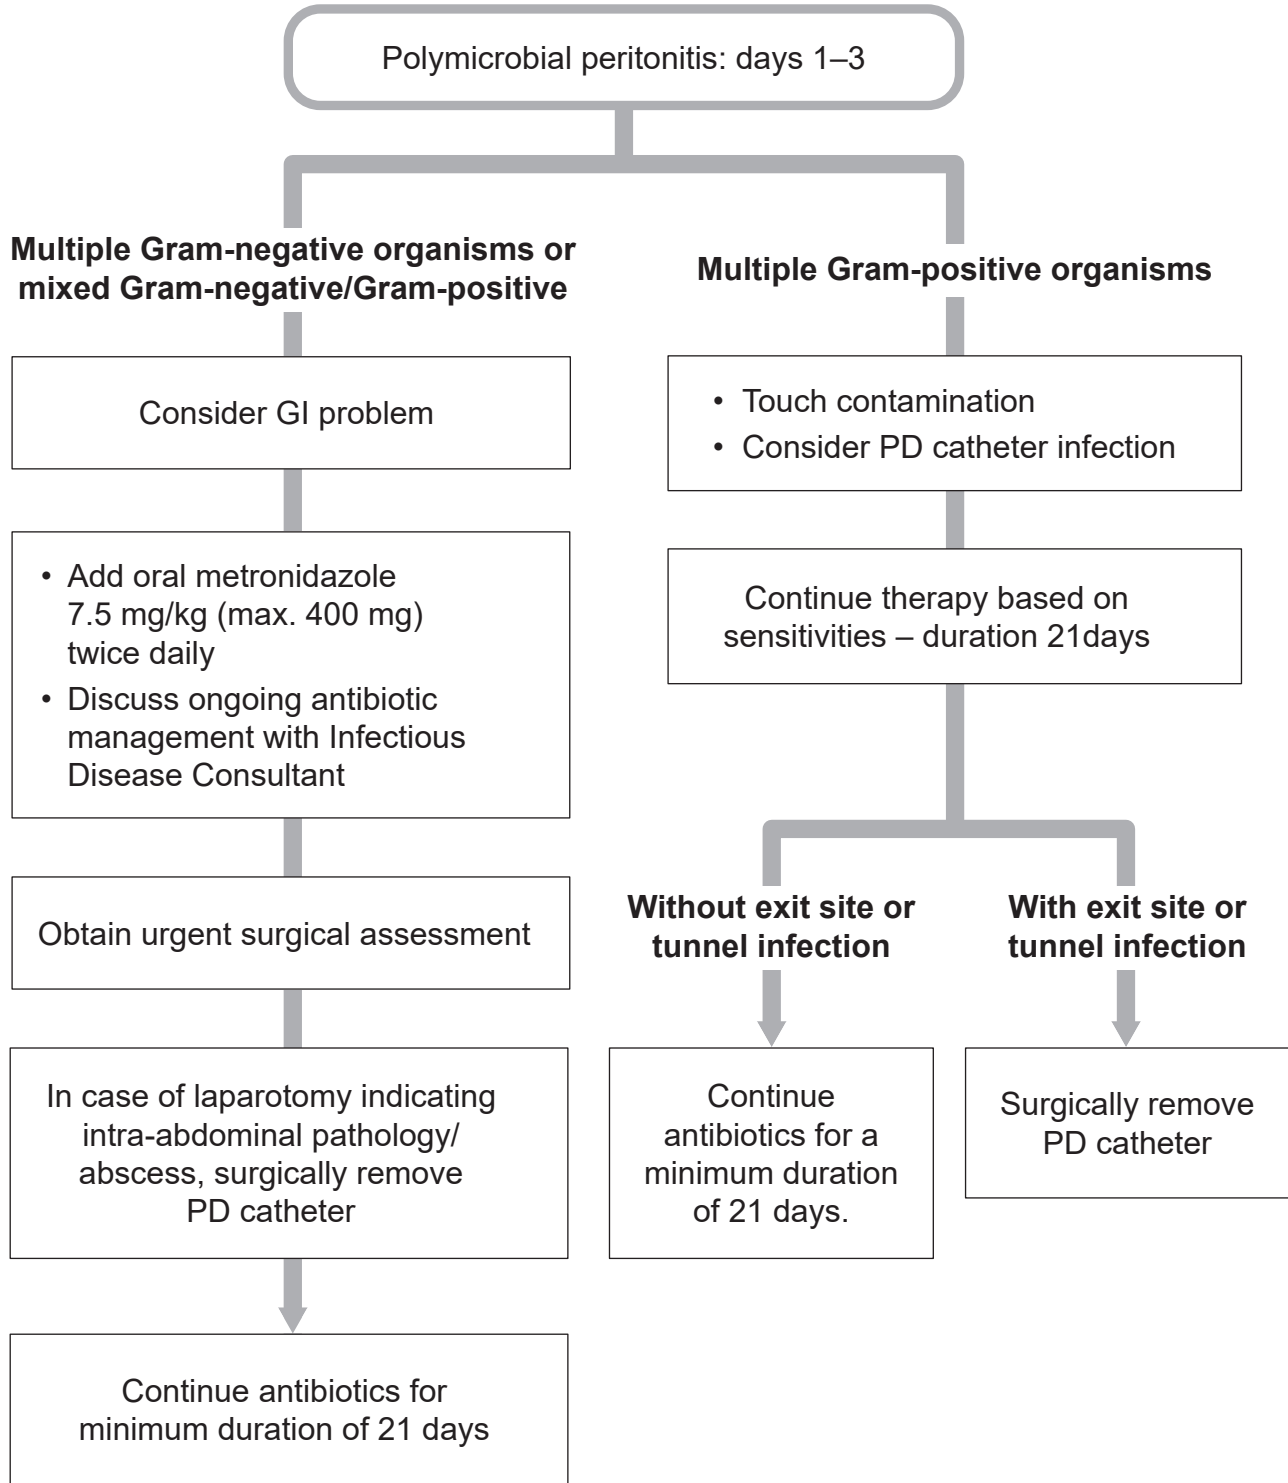 Polymicrobial peritonitis: days 1–3
Multiple Gram-negative organisms or
mixed Gram-negative/Gram-positive
Consider GI problem
• Add oral metronidazole
7.5 mg/kg (max. 400 mg)
twice daily
• Discuss ongoing antibiotic
management with Infectious
Disease Consultant
Obtain urgent surgical assessment
In case of laparotomy indicating
intra-abdominal pathology/
abscess, surgically remove
PD catheter
Continue antibiotics for
minimum duration of 21 days
Multiple Gram-positive organisms
• Touch contamination
• Consider PD catheter infection
Continue therapy based on
sensitivities – duration 21days
Without exit site or
tunnel infection
Continue
antibiotics for a
minimum duration
of 21 days.
With exit site or
tunnel infection
Surgically remove
PD catheter